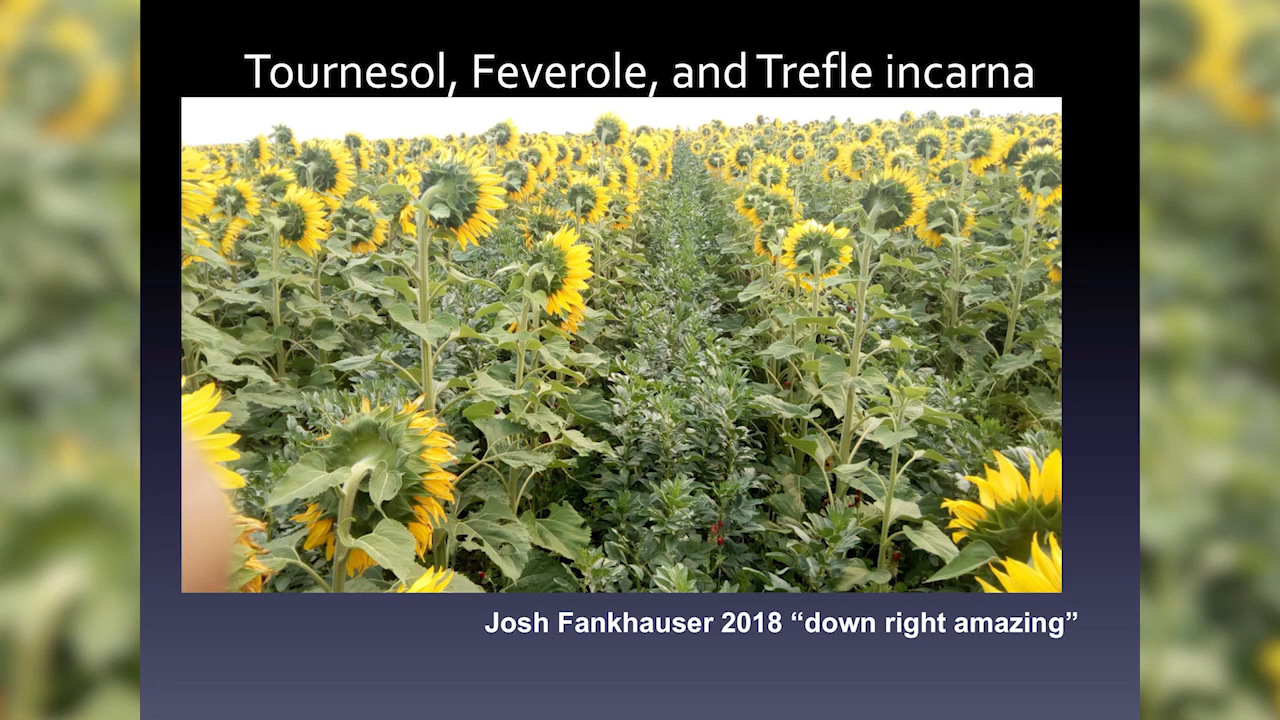 Tournesol, Feverole, and Trefle incarna
Josh Fankhauser 2018 “down right amazing”